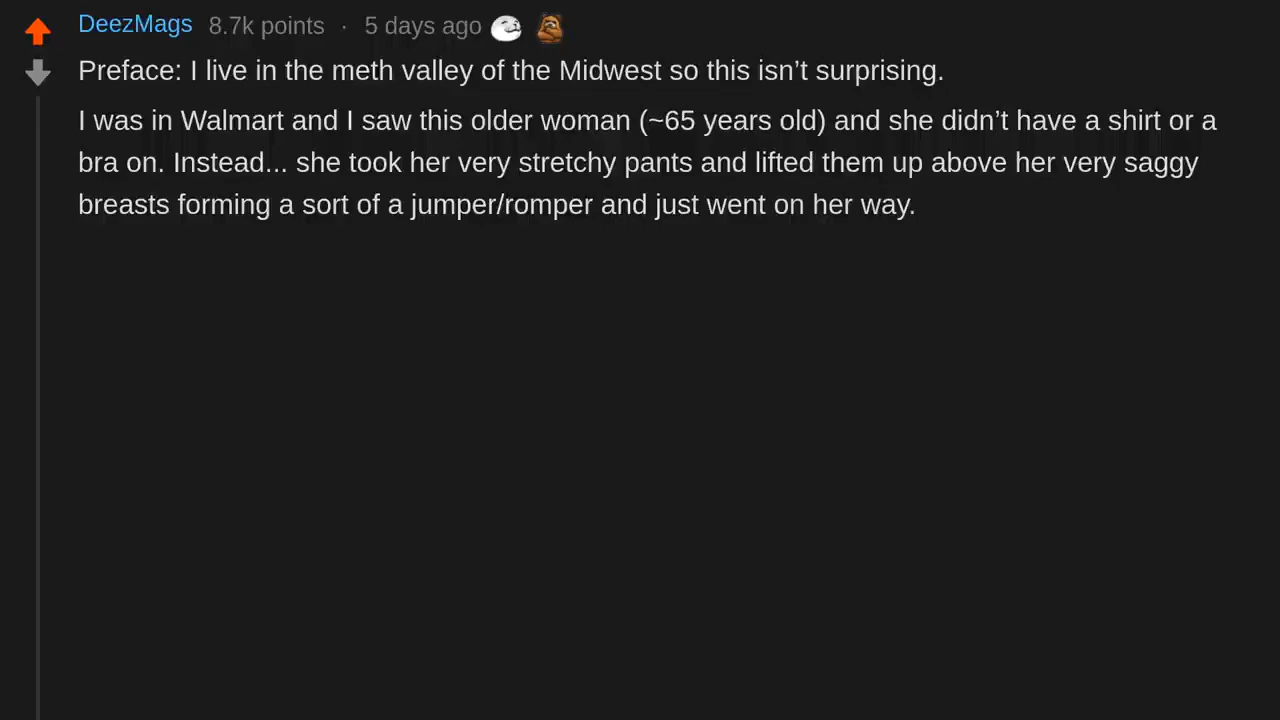 DeezMags 8.7k points · 5 days ago
Preface: I live in the meth valley of the Midwest so this isn’t surprising.
I was in Walmart and I saw this older woman (~65 years old) and she didn’t have a shirt or a
bra on. Instead... she took her very stretchy pants and lifted them up above her very saggy
breasts forming a sort of a jumper/romper and just went on her way.